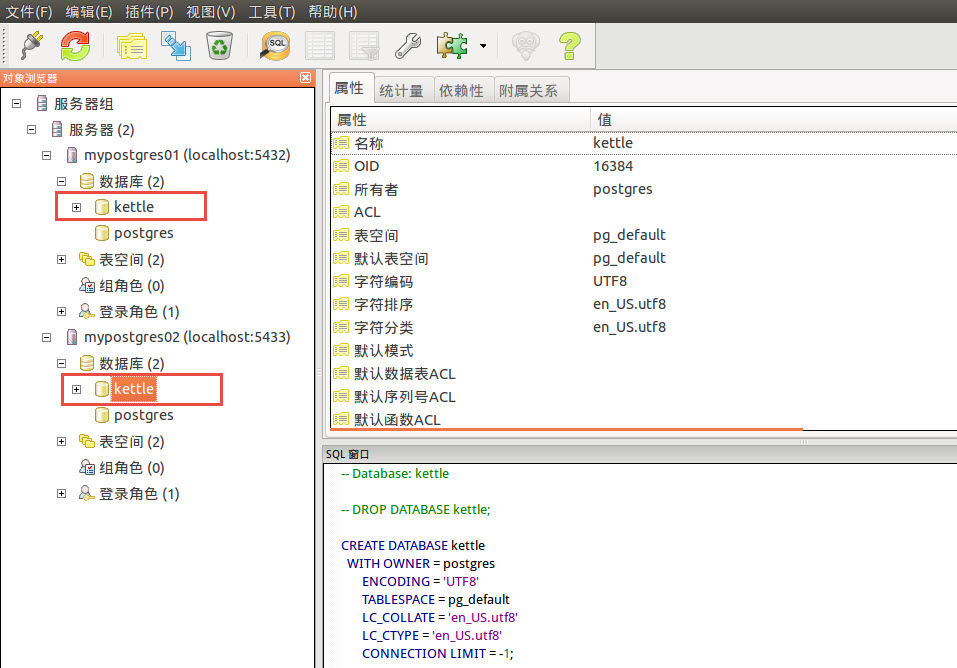 文件(F) 编辑(E) 插件(P) 视图(V) 工具(T) 帮助(H)
SQL
对象浏览器
服务器组
服务器 (2)
mypostgres01 (localhost:5432)
数据库 (2)
kettle
postgres
表空间 (2)
组角色 (0)
登录角色 (1)
mypostgres02 (localhost:5433)
数据库 (2)
kettle
postgres
表空间 (2)
组角色 (0)
登录角色 (1)
属性 统计量 依赖性 附属关系
属性 值
名称 kettle
OID 16384
所有者 postgres
ACL
表空间 pg_default
默认表空间 pg_default
字符编码 UTF8
字符排序 en_US.utf8
字符分类 en_US.utf8
默认模式
默认数据表ACL
默认序列号ACL
默认函数ACL
SQL 窗口
-- Database: kettle
-- DROP DATABASE kettle;
CREATE DATABASE kettle
WITH OWNER = postgres
ENCODING = 'UTF8'
TABLESPACE = pg_default
LC_COLLATE = 'en_US.utf8'
LC_CTYPE = 'en_US.utf8'
CONNECTION LIMIT = -1;